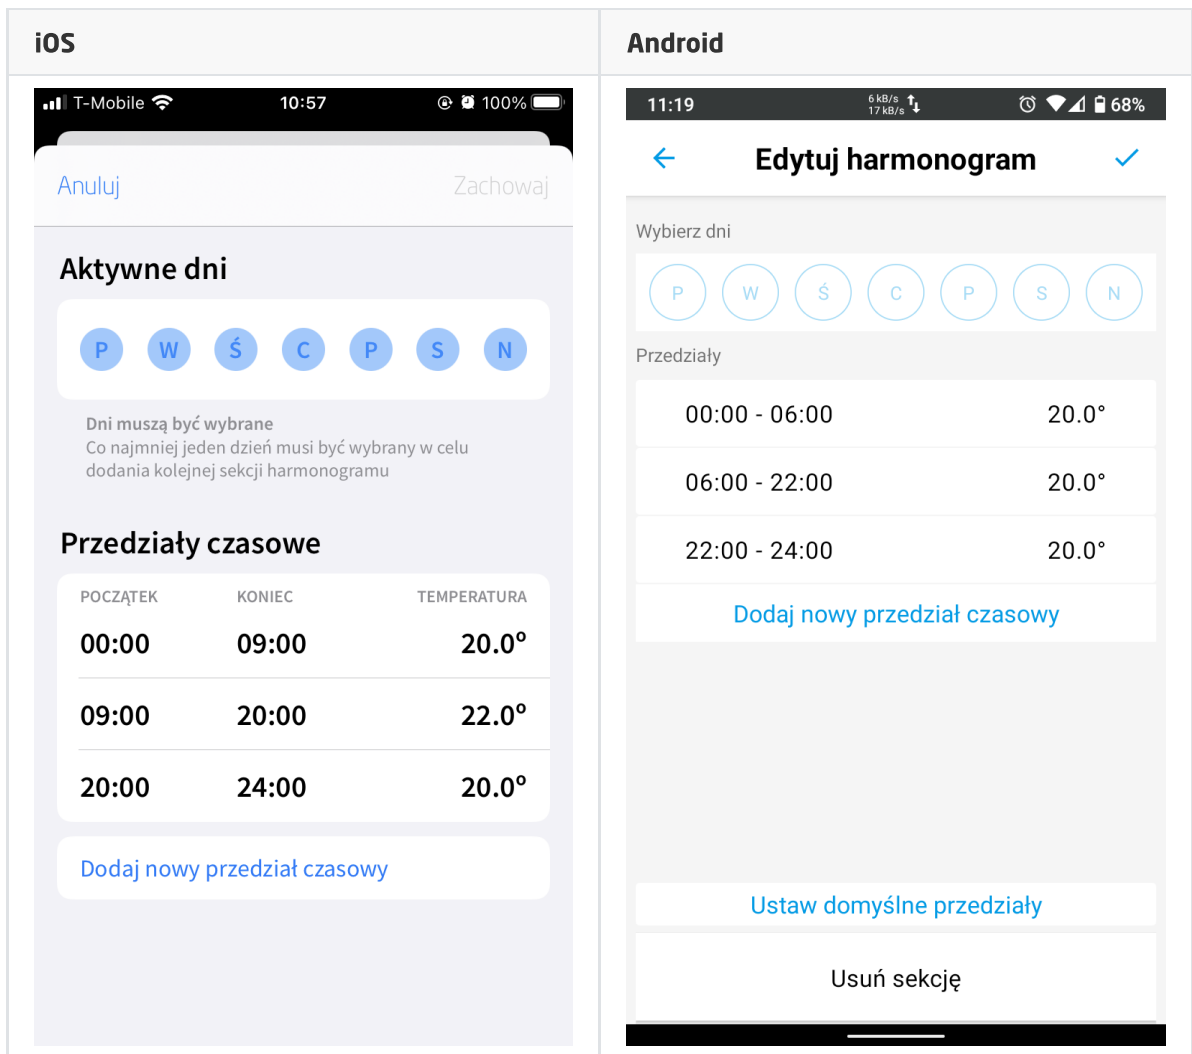 iOS
T-Mobile 10:57 100%
Anuluj Zachowaj
Aktywne dni
P W Ś C P S N
Dni muszą być wybrane
Co najmniej jeden dzień musi być wybrany w celu
dodania kolejnej sekcji harmonogramu
Przedziały czasowe
POCZĄTEK KONIEC TEMPERATURA
00:00 09:00 20.0º
09:00 20:00 22.0º
20:00 24:00 20.0º
Dodaj nowy przedział czasowy
Android
11:19 6 kB/s 68%
17 kB/s
Edytuj harmonogram
Wybierz dni
P W Ś C P S N
Przedziały
00:00 - 06:00 20.0°
06:00 - 22:00 20.0°
22:00 - 24:00 20.0°
Dodaj nowy przedział czasowy
Ustaw domyślne przedziały
Usuń sekcję